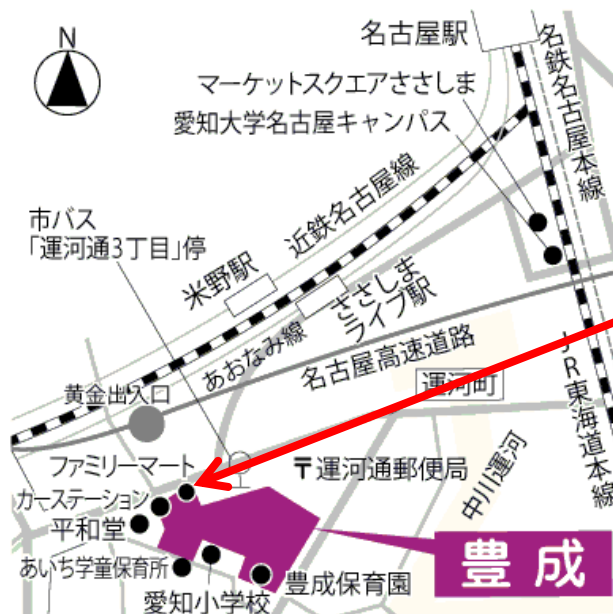 N
名古屋駅
名鉄名古屋本線
マーケットスクエアささしま
愛知大学名古屋キャンパス
近鉄名古屋線
市バス
「運河通3丁目」停
米野駅
ささしま
ライブ駅
あおなみ線
名古屋高速道路
JR東海道本線
黄金出入口
運河町
ファミリーマート
〒運河通郵便局
中川運河
カーステーション
平和堂
あいち学童保育所
豊成保育園
愛知小学校
豊成